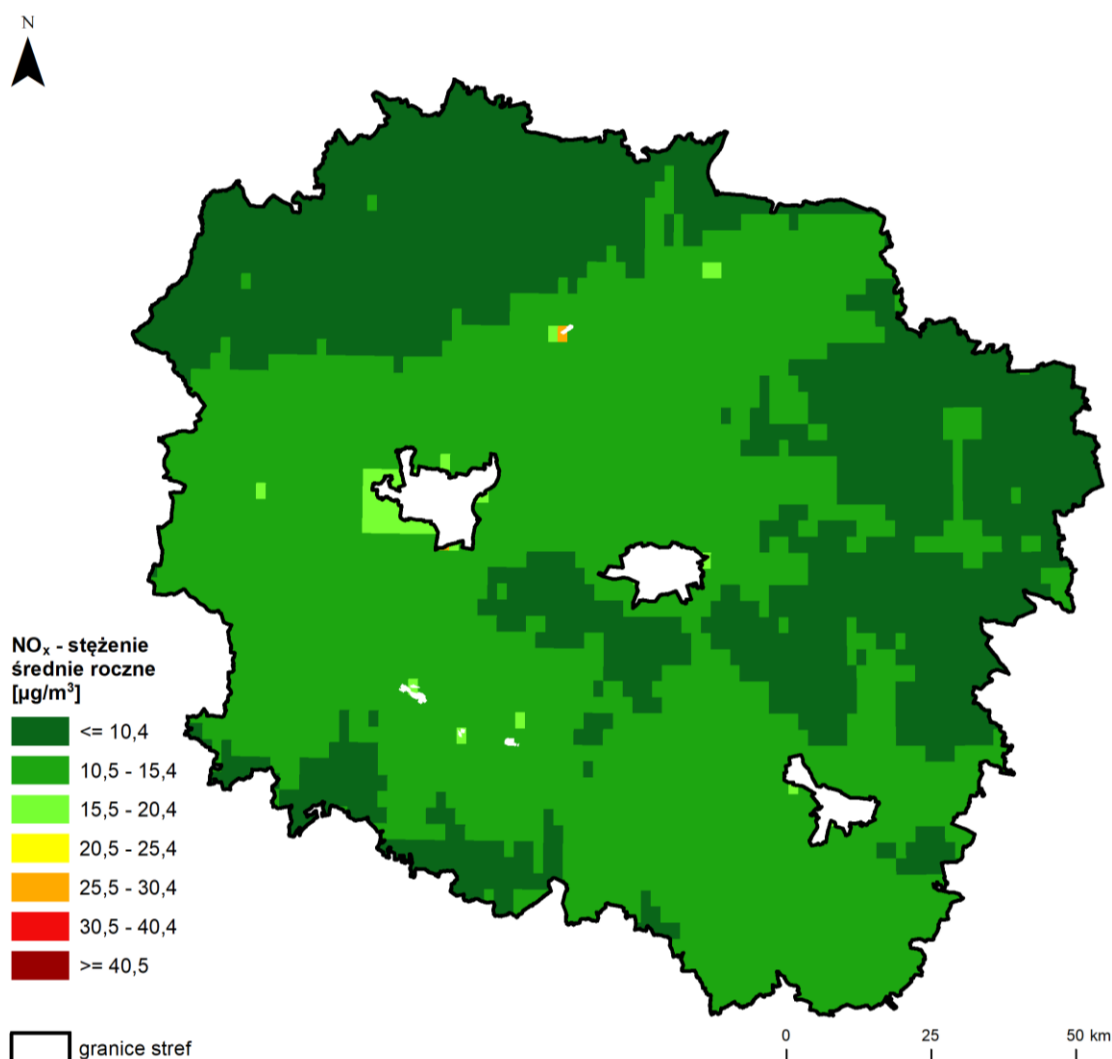 N
NOₓ - stężenie
średnie roczne
[µg/m³]
<= 10,4
10,5 - 15,4
15,5 - 20,4
20,5 - 25,4
25,5 - 30,4
30,5 - 40,4
>= 40,5
granice stref
0 25 50 km